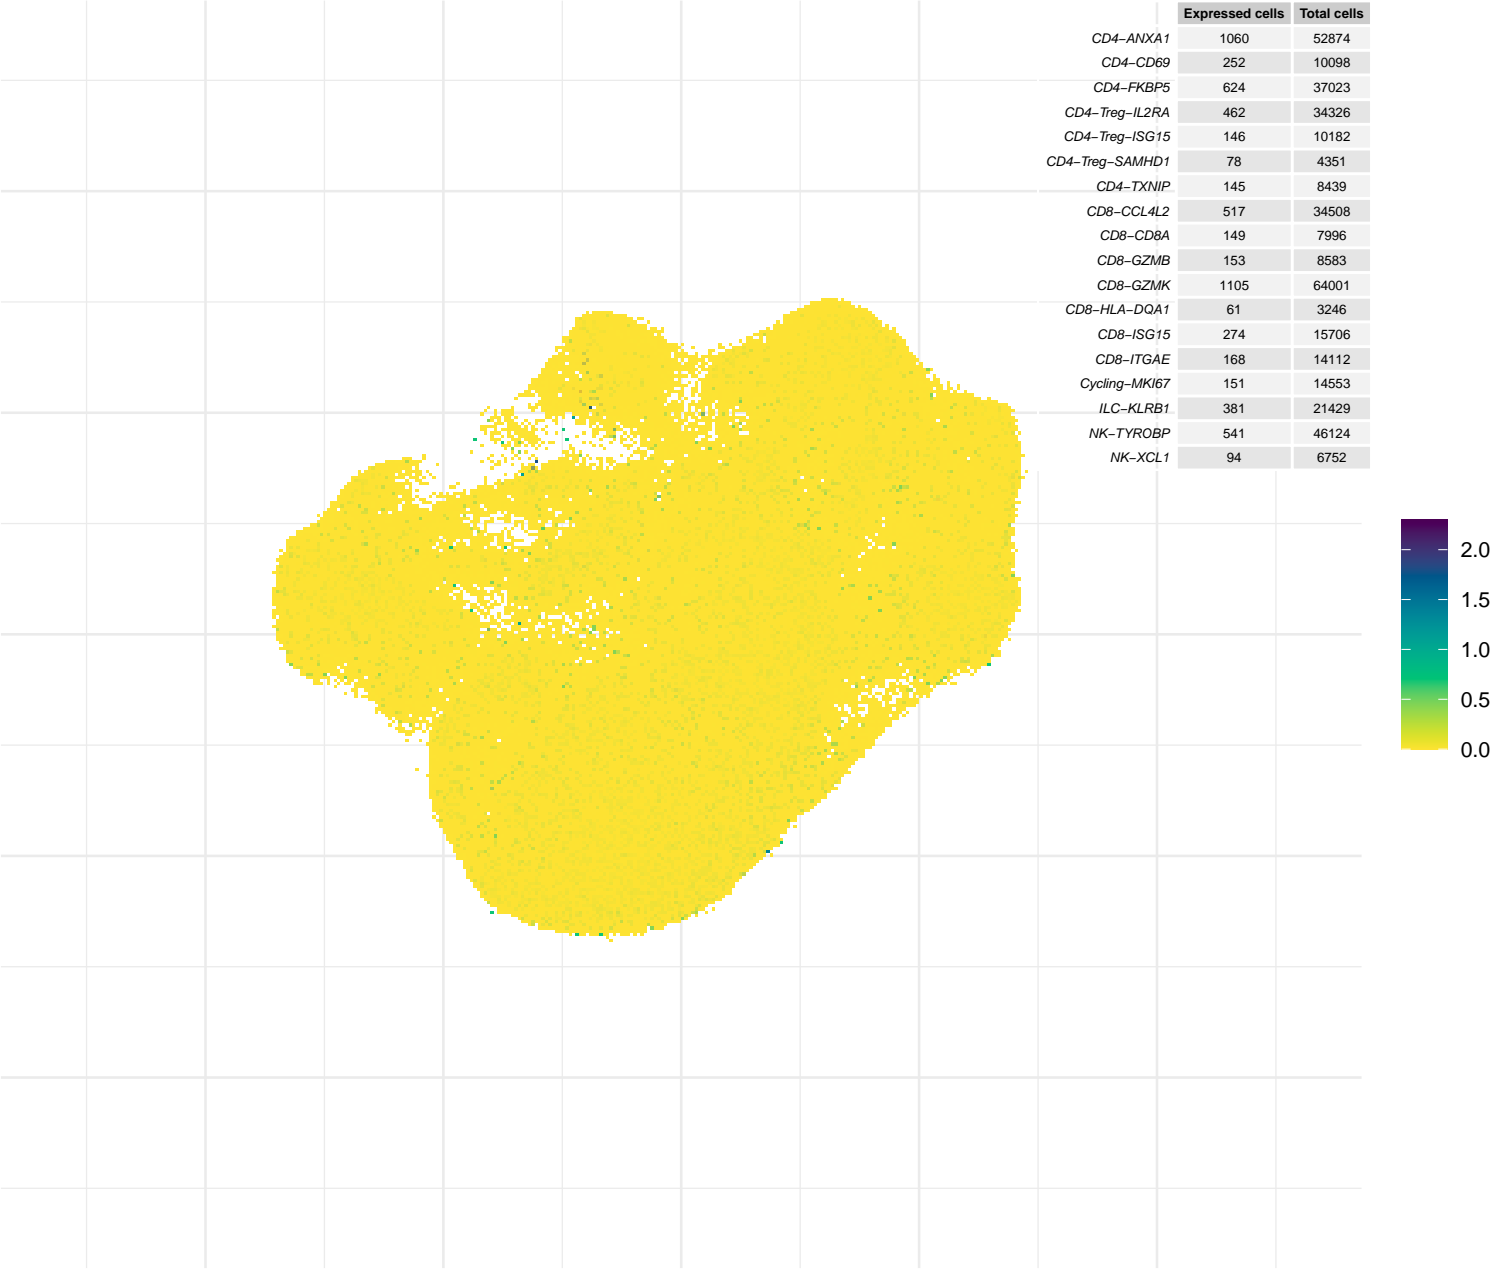 Expressed cells Total cells
CD4−ANXA1 1060 52874
CD4−CD69 252 10098
CD4−FKBP5 624 37023
CD4−Treg−IL2RA 462 34326
CD4−Treg−ISG15 146 10182
CD4−Treg−SAMHD1 78 4351
CD4−TXNIP 145 8439
CD8−CCL4L2 517 34508
CD8−CD8A 149 7996
CD8−GZMB 153 8583
CD8−GZMK 1105 64001
CD8−HLA−DQA1 61 3246
CD8−ISG15 274 15706
CD8−ITGAE 168 14112
Cycling−MKI67 151 14553
ILC−KLRB1 381 21429
NK−TYROBP 541 46124
NK−XCL1 94 6752
2.0
1.5
1.0
0.5
0.0